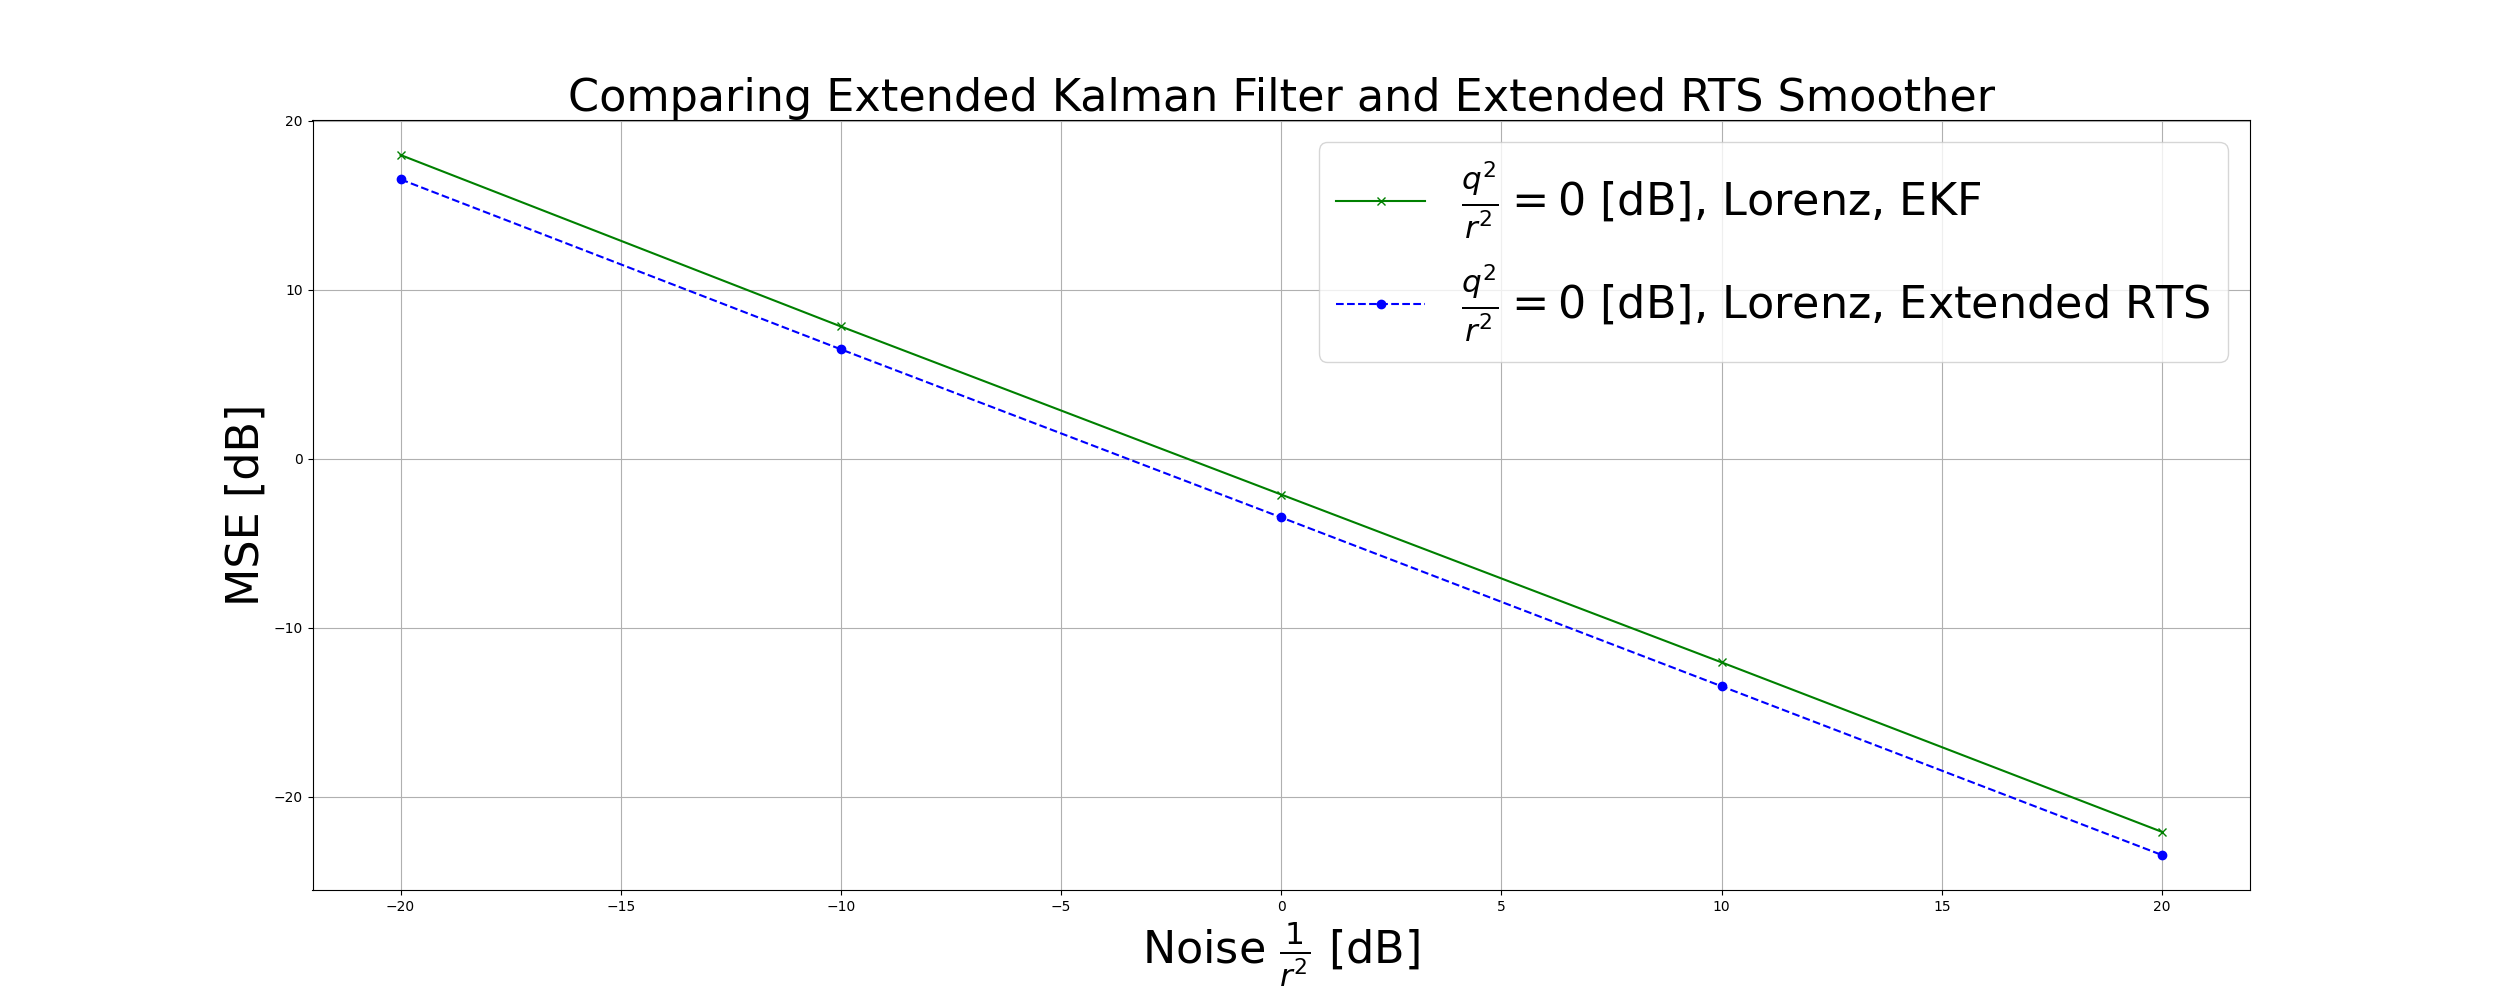 Comparing Extended Kalman Filter and Extended RTS Smoother
20
10
0
−10
−20
MSE [dB]
q²/r² = 0 [dB], Lorenz, EKF
q²/r² = 0 [dB], Lorenz, Extended RTS
−20 −15 −10 −5 0 5 10 15 20
Noise 1/r² [dB]